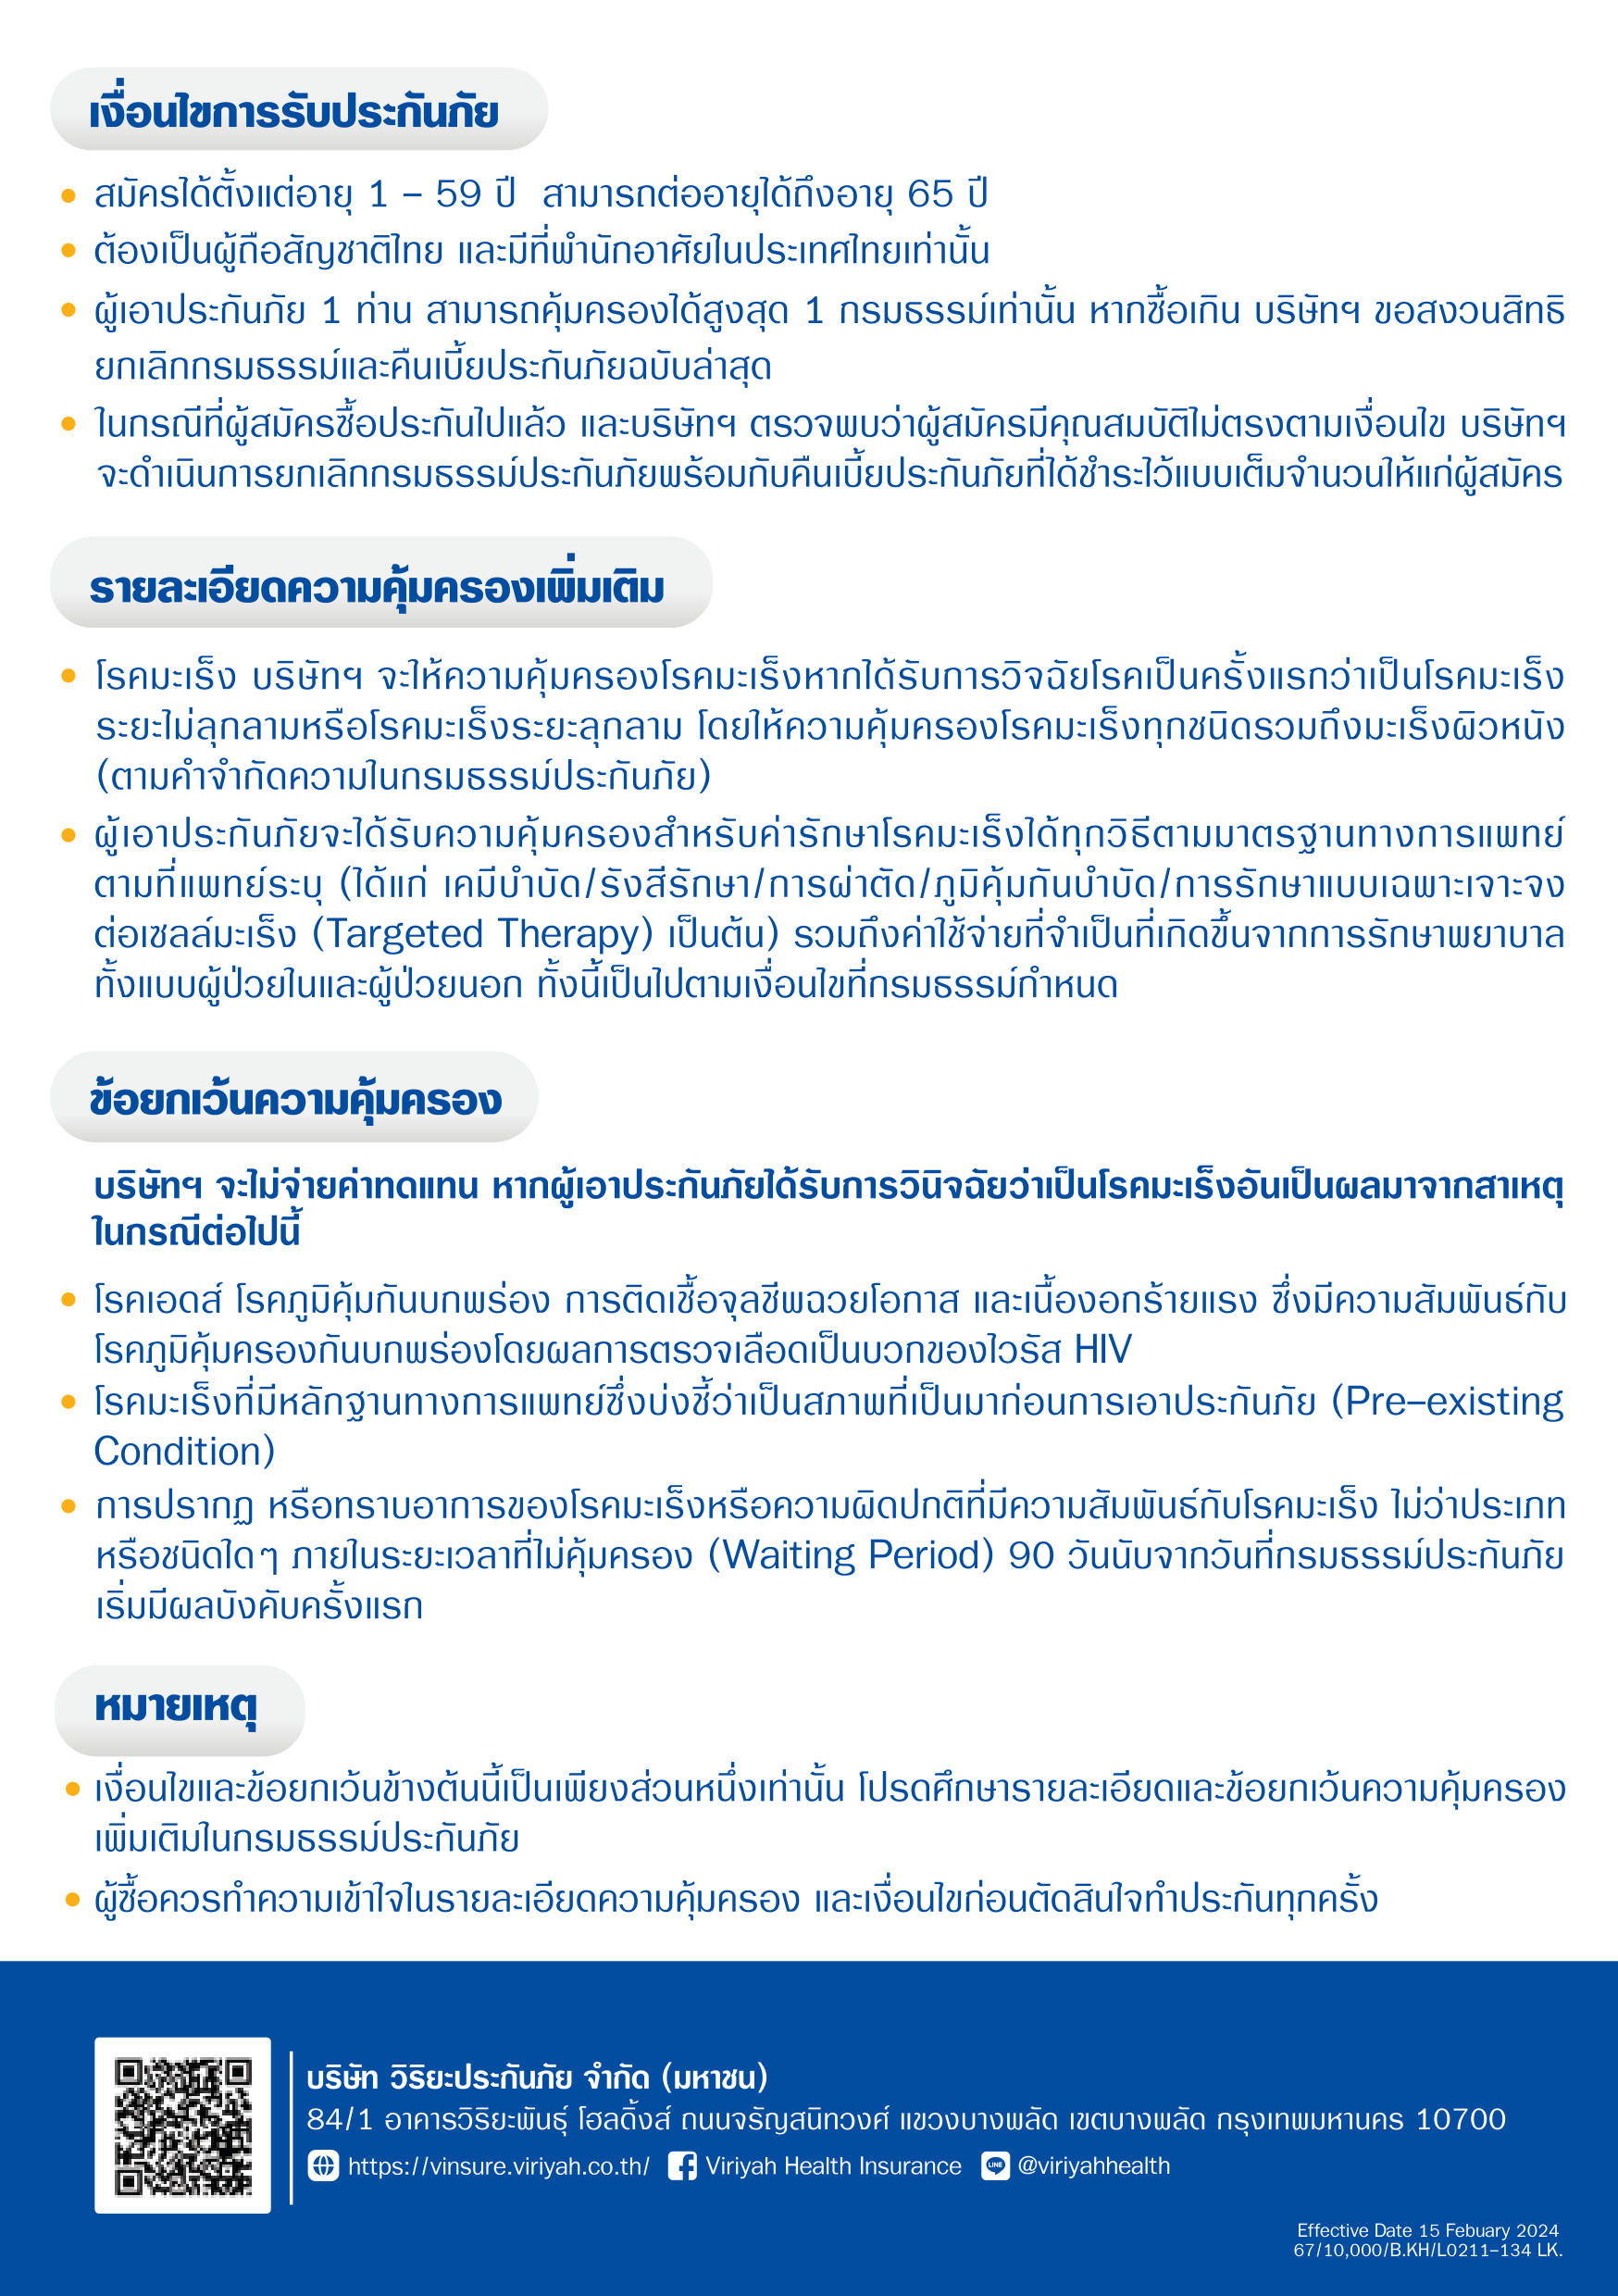 เงื่อนไขการรับประกันภัย
• สมัครได้ตั้งแต่อายุ 1 – 59 ปี สามารถต่ออายุได้ถึงอายุ 65 ปี
• ต้องเป็นผู้ถือสัญชาติไทย และมีที่พำนักอาศัยในประเทศไทยเท่านั้น
• ผู้เอาประกันภัย 1 ท่าน สามารถคุ้มครองได้สูงสุด 1 กรมธรรม์เท่านั้น หากซื้อเกิน บริษัทฯ ขอสงวนสิทธิ
ยกเลิกกรมธรรม์และคืนเบี้ยประกันภัยฉบับล่าสุด
• ในกรณีที่ผู้สมัครซื้อประกันไปแล้ว และบริษัทฯ ตรวจพบว่าผู้สมัครมีคุณสมบัติไม่ตรงตามเงื่อนไข บริษัทฯ
จะดำเนินการยกเลิกกรมธรรม์ประกันภัยพร้อมกับคืนเบี้ยประกันภัยที่ได้ชำระไว้แบบเต็มจำนวนให้แก่ผู้สมัคร
รายละเอียดความคุ้มครองเพิ่มเติม
• โรคมะเร็ง บริษัทฯ จะให้ความคุ้มครองโรคมะเร็งหากได้รับการวิจฉัยโรคเป็นครั้งแรกว่าเป็นโรคมะเร็ง
ระยะไม่ลุกลามหรือโรคมะเร็งระยะลุกลาม โดยให้ความคุ้มครองโรคมะเร็งทุกชนิดรวมถึงมะเร็งผิวหนัง
(ตามคำจำกัดความในกรมธรรม์ประกันภัย)
• ผู้เอาประกันภัยจะได้รับความคุ้มครองสำหรับค่ารักษาโรคมะเร็งได้ทุกวิธีตามมาตรฐานทางการแพทย์
ตามที่แพทย์ระบุ (ได้แก่ เคมีบำบัด/รังสีรักษา/การผ่าตัด/ภูมิคุ้มกันบำบัด/การรักษาแบบเฉพาะเจาะจง
ต่อเซลล์มะเร็ง (Targeted Therapy) เป็นต้น) รวมถึงค่าใช้จ่ายที่จำเป็นที่เกิดขึ้นจากการรักษาพยาบาล
ทั้งแบบผู้ป่วยในและผู้ป่วยนอก ทั้งนี้เป็นไปตามเงื่อนไขที่กรมธรรม์กำหนด
ข้อยกเว้นความคุ้มครอง
บริษัทฯ จะไม่จ่ายค่าทดแทน หากผู้เอาประกันภัยได้รับการวินิจฉัยว่าเป็นโรคมะเร็งอันเป็นผลมาจากสาเหตุ
ในกรณีต่อไปนี้
• โรคเอดส์ โรคภูมิคุ้มกันบกพร่อง การติดเชื้อจุลชีพฉวยโอกาส และเนื้องอกร้ายแรง ซึ่งมีความสัมพันธ์กับ
โรคภูมิคุ้มครองกันบกพร่องโดยผลการตรวจเลือดเป็นบวกของไวรัส HIV
• โรคมะเร็งที่มีหลักฐานทางการแพทย์ซึ่งบ่งชี้ว่าเป็นสภาพที่เป็นมาก่อนการเอาประกันภัย (Pre–existing
Condition)
• การปรากฏ หรือทราบอาการของโรคมะเร็งหรือความผิดปกติที่มีความสัมพันธ์กับโรคมะเร็ง ไม่ว่าประเภท
หรือชนิดใดๆ ภายในระยะเวลาที่ไม่คุ้มครอง (Waiting Period) 90 วันนับจากวันที่กรมธรรม์ประกันภัย
เริ่มมีผลบังคับครั้งแรก
หมายเหตุ
• เงื่อนไขและข้อยกเว้นข้างต้นนี้เป็นเพียงส่วนหนึ่งเท่านั้น โปรดศึกษารายละเอียดและข้อยกเว้นความคุ้มครอง
เพิ่มเติมในกรมธรรม์ประกันภัย
• ผู้ซื้อควรทำความเข้าใจในรายละเอียดความคุ้มครอง และเงื่อนไขก่อนตัดสินใจทำประกันทุกครั้ง
บริษัท วิริยะประกันภัย จำกัด (มหาชน)
84/1 อาคารวิริยะพันธุ์ โฮลดิ้งส์ ถนนจรัญสนิทวงศ์ แขวงบางพลัด เขตบางพลัด กรุงเทพมหานคร 10700
https://vinsure.viriyah.co.th/ Viriyah Health Insurance LINE @viriyahhealth
Effective Date 15 Febuary 2024
67/10,000/B.KH/L0211–134 LK.